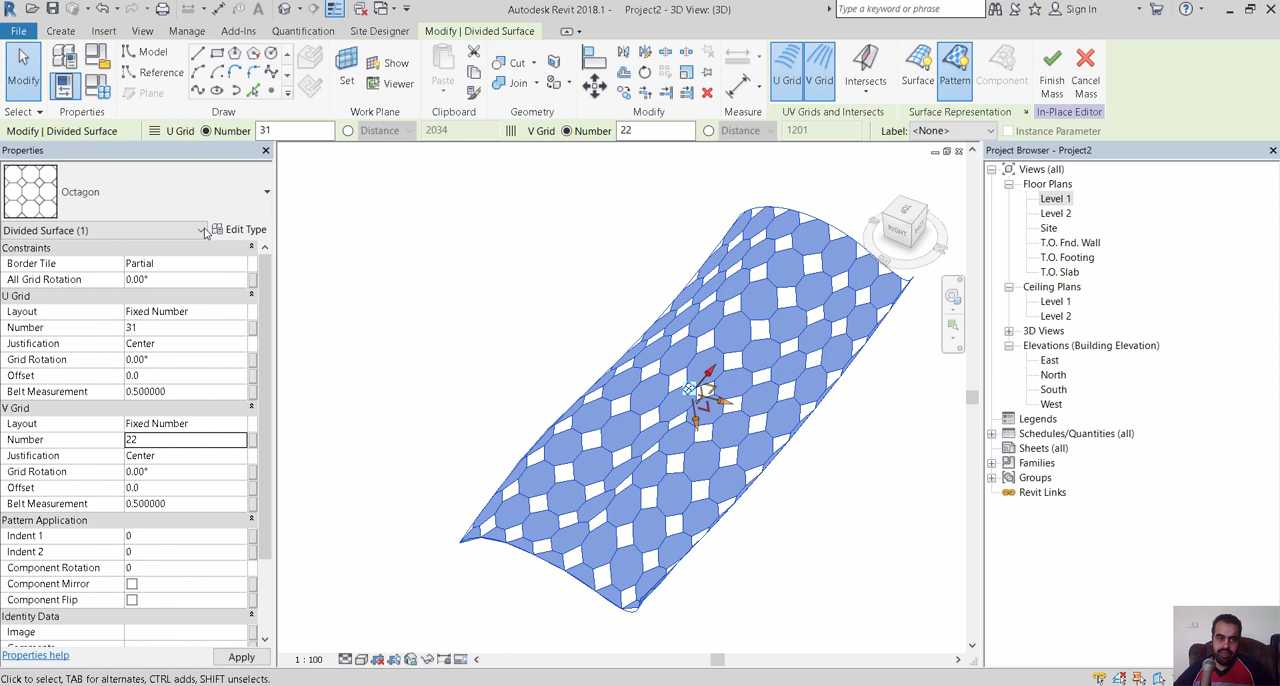 Autodesk Revit 2018.1 - Project2 - 3D View: {3D}
Type a keyword or phrase
Sign In
File Create Insert View Manage Add-Ins Quantification Site Designer Modify | Divided Surface
Modify
Model
Reference
Plane
Set
Show
Viewer
Paste
Cut
Join
U Grid
V Grid
Intersects
Surface
Pattern
Component
Finish Mass
Cancel Mass
Select Properties Draw Work Plane Clipboard Geometry Modify Measure UV Grids and Intersects Surface Representation In-Place Editor
Modify | Divided Surface U Grid Number 31 Distance 2034 V Grid Number 22 Distance 1201 Label: <None> Instance Parameter
Properties
Octagon
Divided Surface (1) Edit Type
Constraints
Border Tile Partial
All Grid Rotation 0.00°
U Grid
Layout Fixed Number
Number 31
Justification Center
Grid Rotation 0.00°
Offset 0.0
Belt Measurement 0.500000
V Grid
Layout Fixed Number
Number 22
Justification Center
Grid Rotation 0.00°
Offset 0.0
Belt Measurement 0.500000
Pattern Application
Indent 1 0
Indent 2 0
Component Rotation 0
Component Mirror
Component Flip
Identity Data
Image
Properties help
Apply
RIGHT
1 : 100
Project Browser - Project2
Views (all)
Floor Plans
Level 1
Level 2
Site
T.O. Fnd. Wall
T.O. Footing
T.O. Slab
Ceiling Plans
Level 1
Level 2
3D Views
Elevations (Building Elevation)
East
North
South
West
Legends
Schedules/Quantities (all)
Sheets (all)
Families
Groups
Revit Links
Click to select, TAB for alternates, CTRL adds, SHIFT unselects.